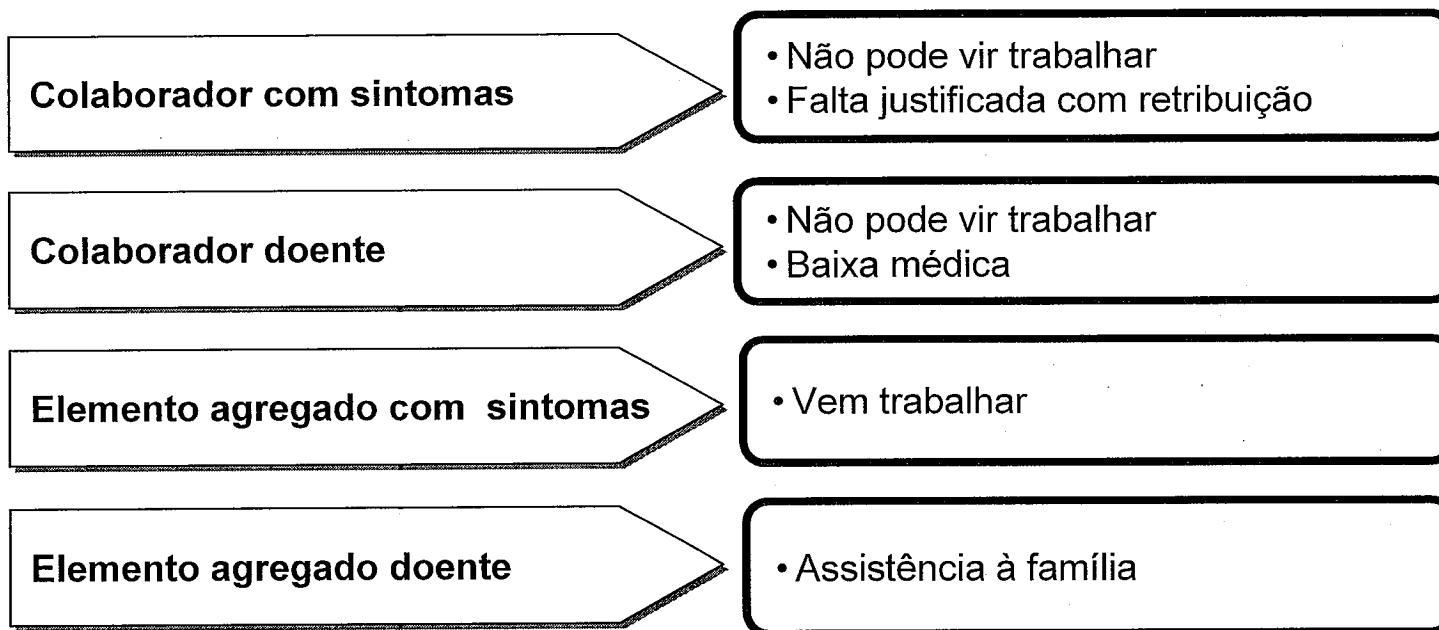 Colaborador com sintomas
• Não pode vir trabalhar
• Falta justificada com retribuição
Colaborador doente
• Não pode vir trabalhar
• Baixa médica
Elemento agregado com sintomas
• Vem trabalhar
Elemento agregado doente
• Assistência à família